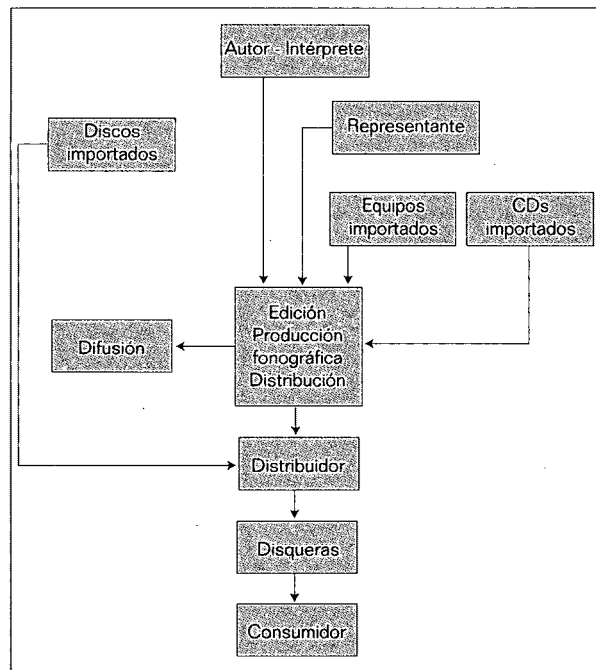 Autor - Intérprete
Discos
importados
Representante
Equipos
importados
CDs
importados
Edición
Producción
fonográfica
Distribución
Difusión
Distribuidor
Disqueras
Consumidor